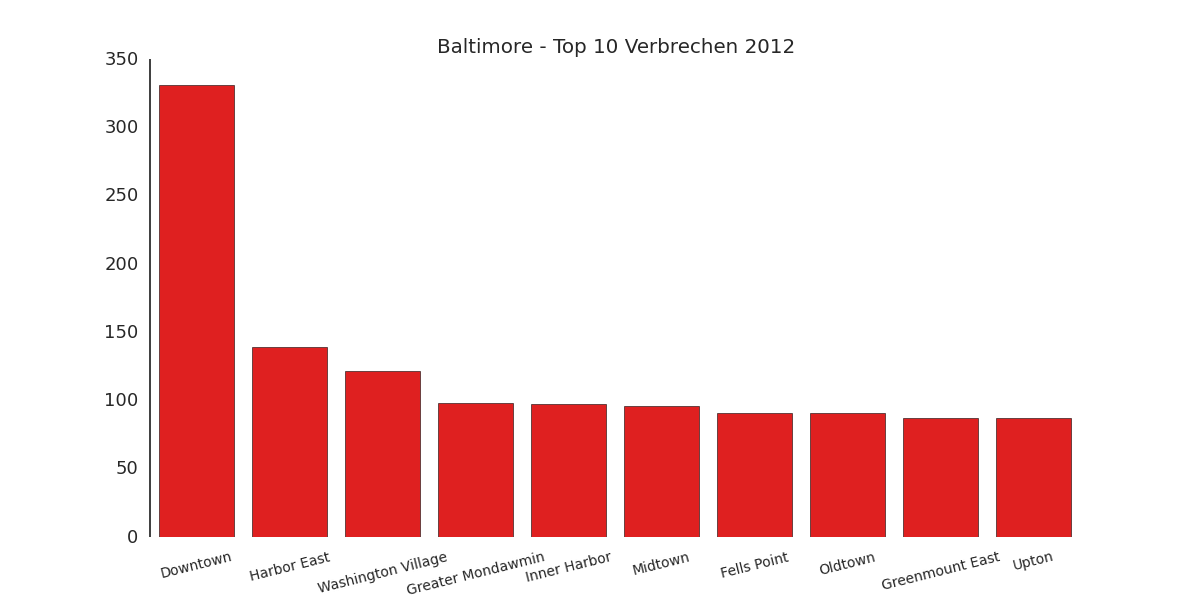 Baltimore - Top 10 Verbrechen 2012
350
300
250
200
150
100
50
0
Downtown
Harbor East
Washington Village
Greater Mondawmin
Inner Harbor
Midtown
Fells Point
Oldtown
Greenmount East
Upton